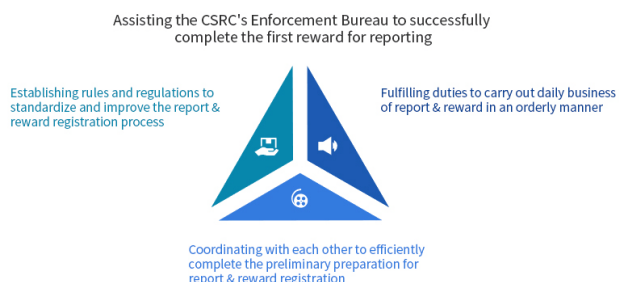 Assisting the CSRC's Enforcement Bureau to successfully
complete the first reward for reporting
Establishing rules and regulations to
standardize and improve the report &
reward registration process
Fulfilling duties to carry out daily business
of report & reward in an orderly manner
Coordinating with each other to efficiently
complete the preliminary preparation for
report & reward registration